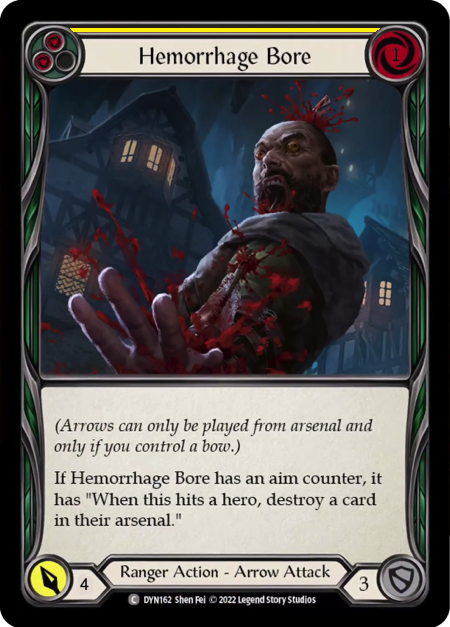 Hemorrhage Bore
1
(Arrows can only be played from arsenal and
only if you control a bow.)
If Hemorrhage Bore has an aim counter, it
has "When this hits a hero, destroy a card
in their arsenal."
4
Ranger Action - Arrow Attack
3
C DYN162 Shen Fei © 2022 Legend Story Studios